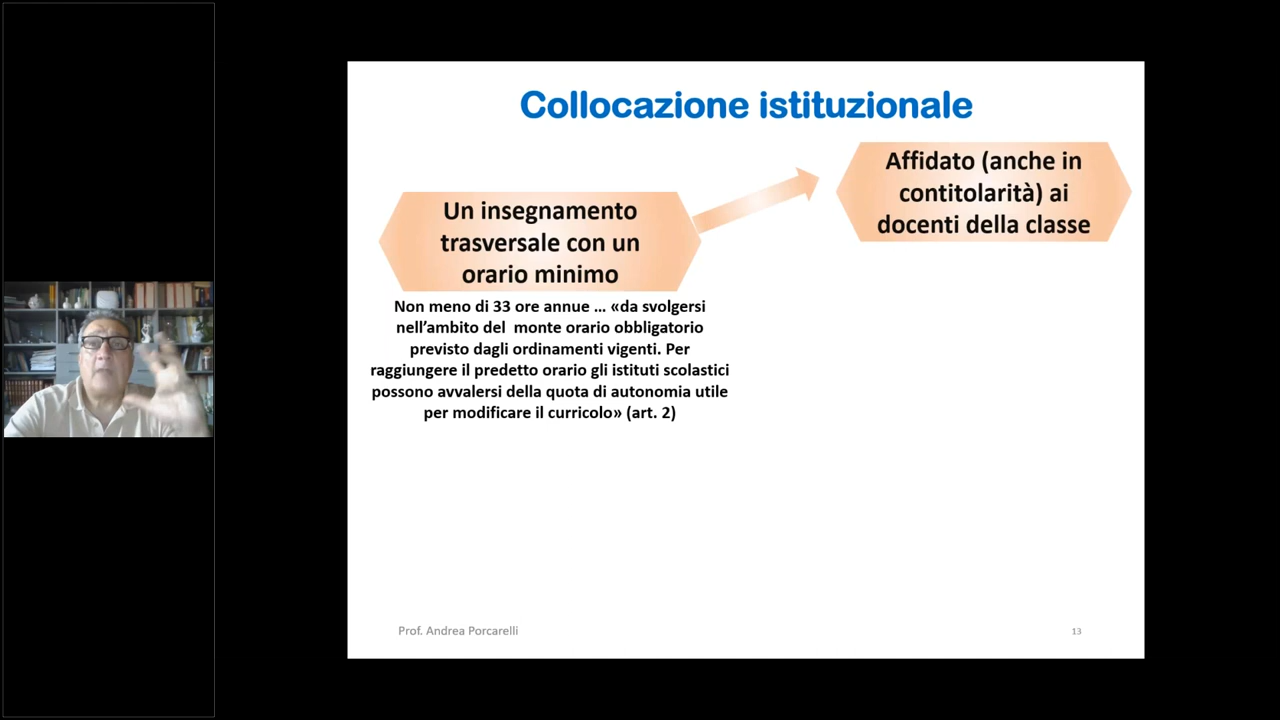 Collocazione istituzionale
Affidato (anche in
contitolarità) ai
docenti della classe
Un insegnamento
trasversale con un
orario minimo
Non meno di 33 ore annue … «da svolgersi
nell’ambito del monte orario obbligatorio
previsto dagli ordinamenti vigenti. Per
raggiungere il predetto orario gli istituti scolastici
possono avvalersi della quota di autonomia utile
per modificare il curricolo» (art. 2)
Prof. Andrea Porcarelli
13